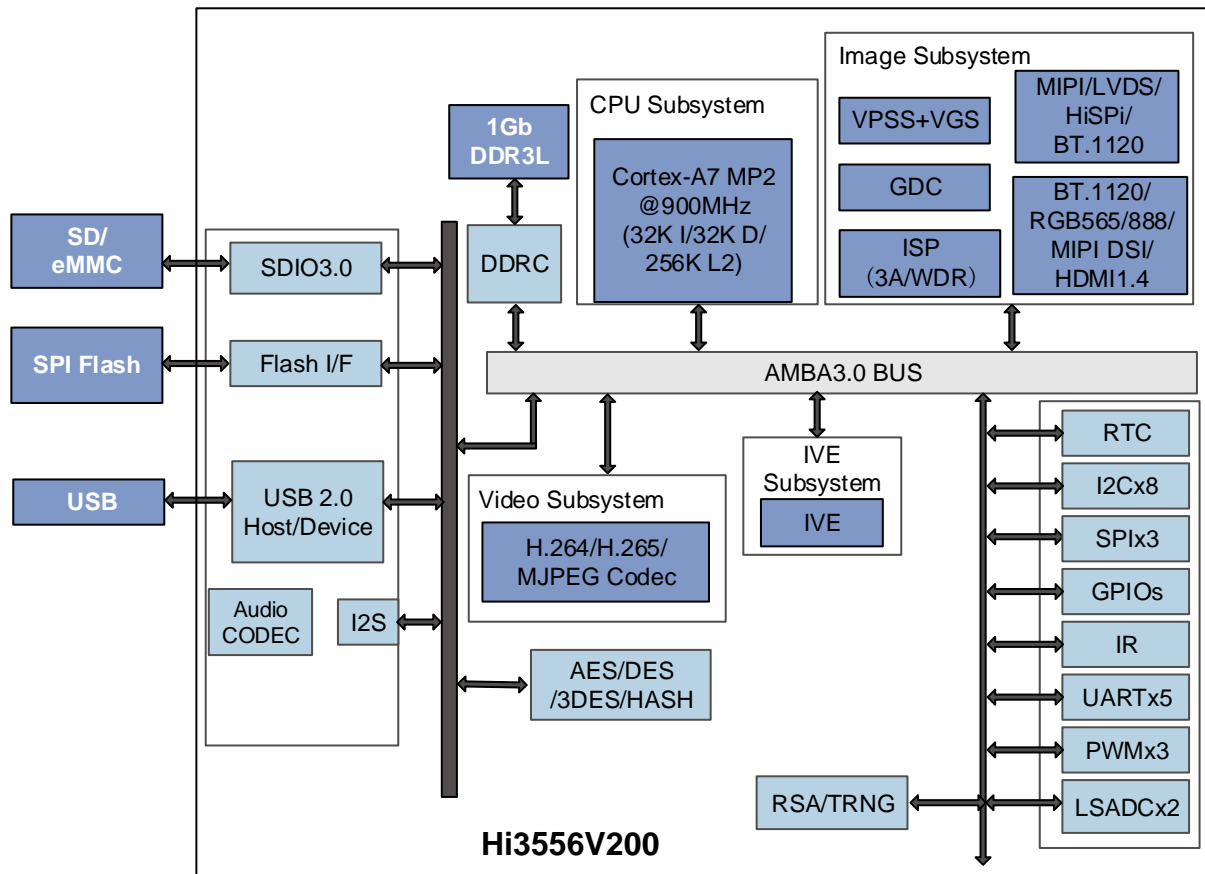 Image Subsystem
VPSS+VGS
GDC
ISP
（3A/WDR）
MIPI/LVDS/
HiSPi/
BT.1120
BT.1120/
RGB565/888/
MIPI DSI/
HDMI1.4
CPU Subsystem
Cortex-A7 MP2
@900MHz
(32K I/32K D/
256K L2)
1Gb
DDR3L
DDRC
SD/
eMMC
SDIO3.0
SPI Flash
Flash I/F
USB
USB 2.0
Host/Device
Audio
CODEC
I2S
AMBA3.0 BUS
Video Subsystem
H.264/H.265/
MJPEG Codec
IVE
Subsystem
IVE
AES/DES
/3DES/HASH
RSA/TRNG
RTC
I2Cx8
SPIx3
GPIOs
IR
UARTx5
PWMx3
LSADCx2
Hi3556V200